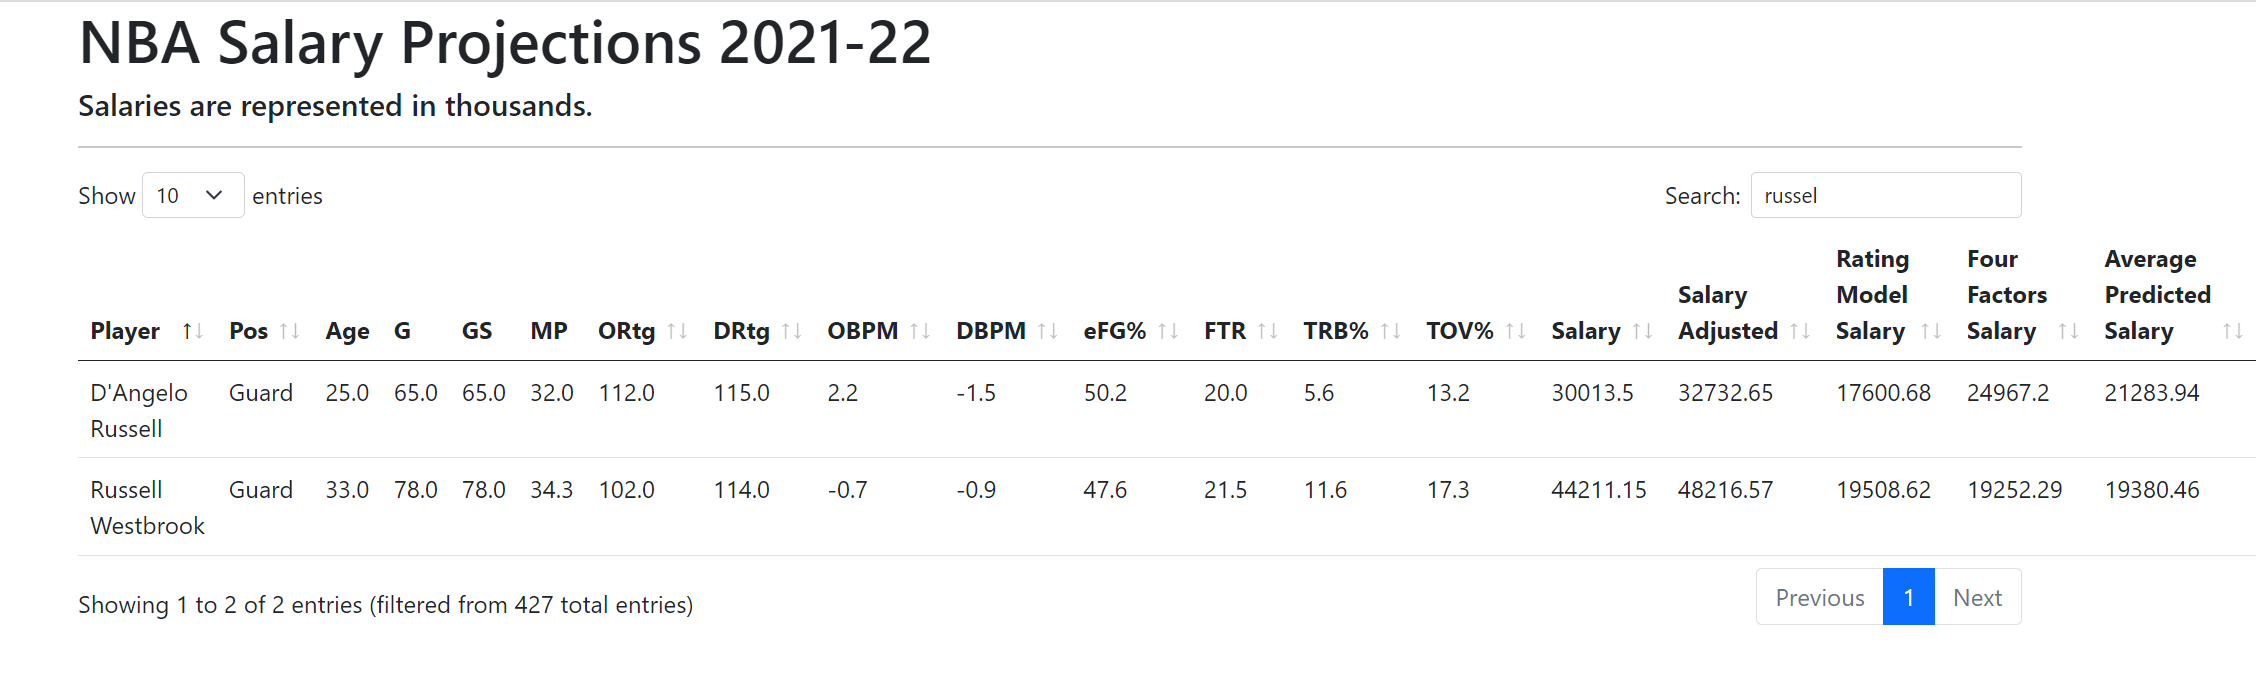 NBA Salary Projections 2021-22
Salaries are represented in thousands.
Show 10 entries
Search: russel
Player Pos Age G GS MP ORtg DRtg OBPM DBPM eFG% FTR TRB% TOV% Salary Salary Adjusted Rating Model Salary Four Factors Salary Average Predicted Salary
D'Angelo Russell Guard 25.0 65.0 65.0 32.0 112.0 115.0 2.2 -1.5 50.2 20.0 5.6 13.2 30013.5 32732.65 17600.68 24967.2 21283.94
Russell Westbrook Guard 33.0 78.0 78.0 34.3 102.0 114.0 -0.7 -0.9 47.6 21.5 11.6 17.3 44211.15 48216.57 19508.62 19252.29 19380.46
Showing 1 to 2 of 2 entries (filtered from 427 total entries)
Previous 1 Next